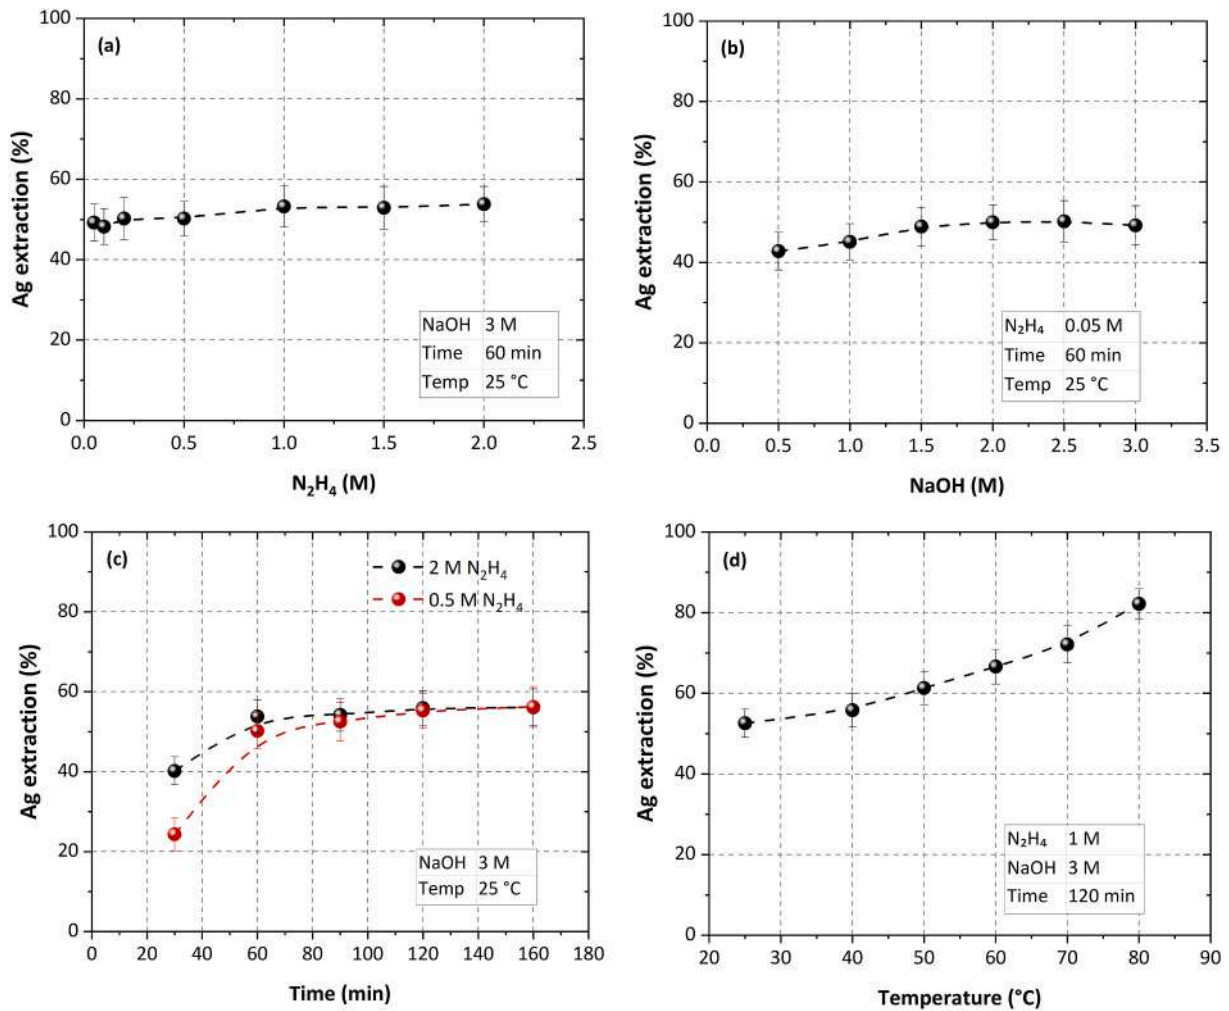 (a)
100
80
60
40
20
0
Ag extraction (%)
NaOH 3 M
Time 60 min
Temp 25 °C
0.0 0.5 1.0 1.5 2.0 2.5
N₂H₄ (M)
(b)
100
80
60
40
20
0
Ag extraction (%)
N₂H₄ 0.05 M
Time 60 min
Temp 25 °C
0.0 0.5 1.0 1.5 2.0 2.5 3.0 3.5
NaOH (M)
(c)
100
80
60
40
20
0
Ag extraction (%)
2 M N₂H₄
0.5 M N₂H₄
NaOH 3 M
Temp 25 °C
0 20 40 60 80 100 120 140 160 180
Time (min)
(d)
100
80
60
40
20
0
Ag extraction (%)
N₂H₄ 1 M
NaOH 3 M
Time 120 min
20 30 40 50 60 70 80 90
Temperature (°C)